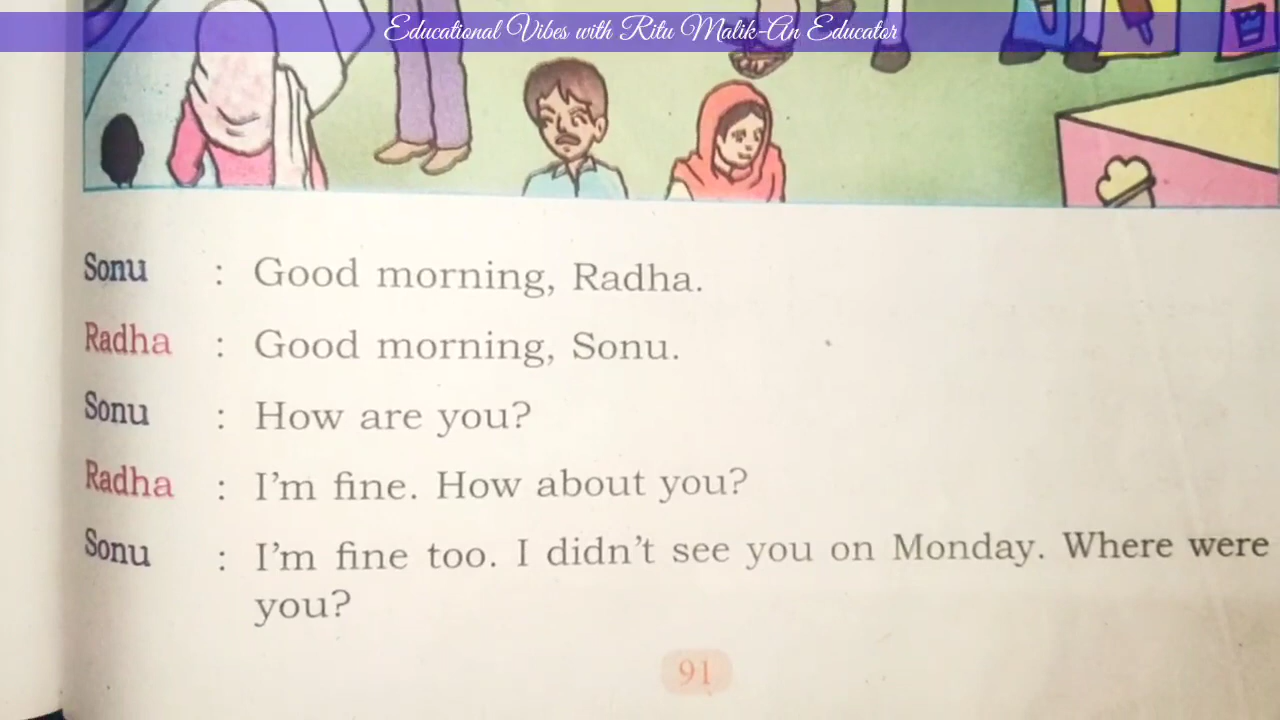 Educational Vibes with Ritu Malik-An Educator
Sonu : Good morning, Radha.
Radha : Good morning, Sonu.
Sonu : How are you?
Radha : I'm fine. How about you?
Sonu : I'm fine too. I didn't see you on Monday. Where were
you?
91